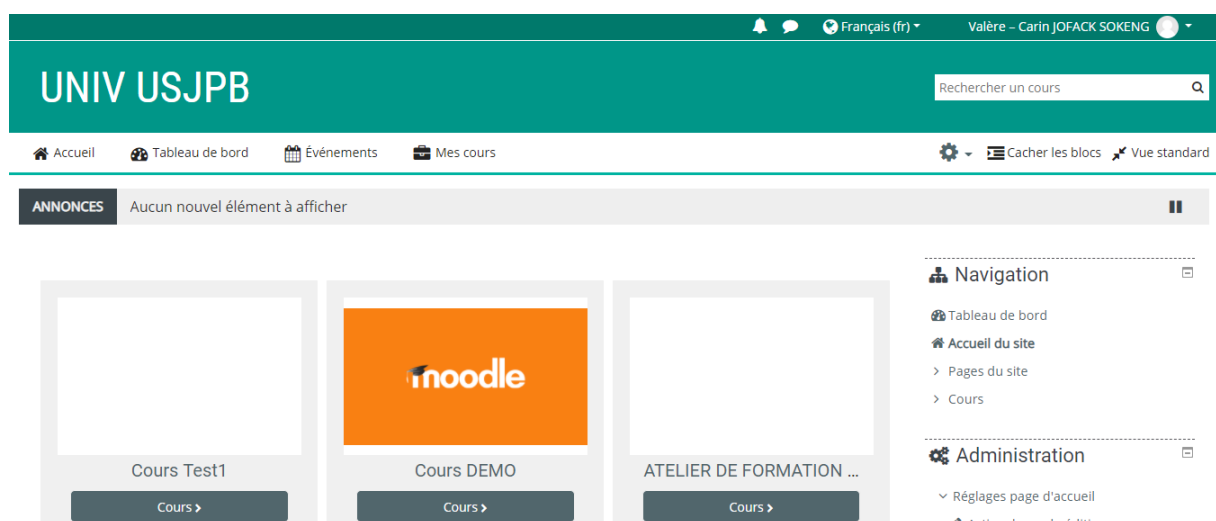 Français (fr)
Valère – Carin JOFACK SOKENG
UNIV USJPB
Rechercher un cours
Accueil
Tableau de bord
Événements
Mes cours
Cacher les blocs
Vue standard
ANNONCES
Aucun nouvel élément à afficher
moodle
Cours Test1
Cours DEMO
ATELIER DE FORMATION ...
Cours
Cours
Cours
Navigation
Tableau de bord
Accueil du site
Pages du site
Cours
Administration
Réglages page d'accueil